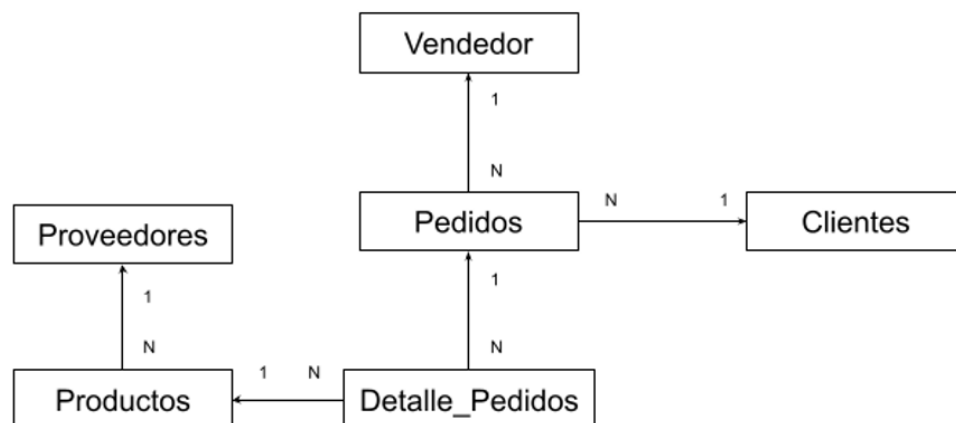 Vendedor
1
N
Pedidos
N 1
Clientes
Proveedores
1
N
1
N
Productos
1 N
Detalle_Pedidos